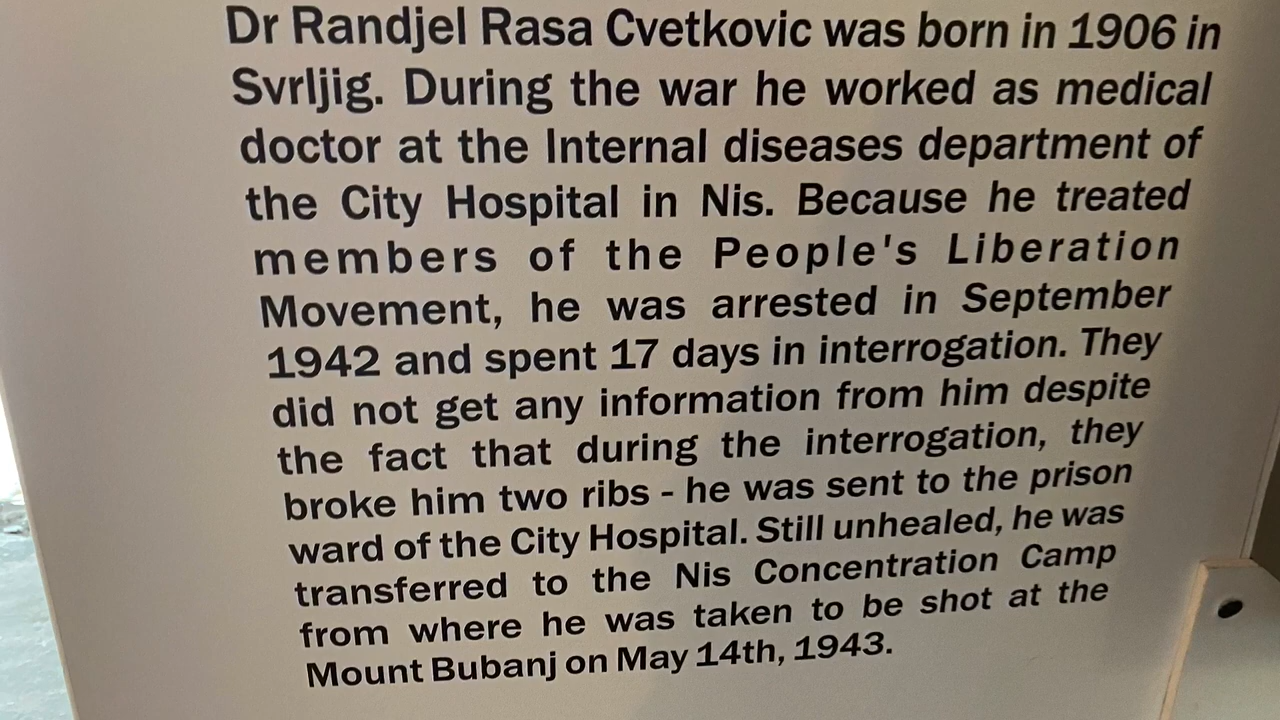 Dr Randjel Rasa Cvetkovic was born in 1906 in
Svrljig. During the war he worked as medical
doctor at the Internal diseases department of
the City Hospital in Nis. Because he treated
members of the People's Liberation
Movement, he was arrested in September
1942 and spent 17 days in interrogation. They
did not get any information from him despite
the fact that during the interrogation, they
broke him two ribs - he was sent to the prison
ward of the City Hospital. Still unhealed, he was
transferred to the Nis Concentration Camp
from where he was taken to be shot at the
Mount Bubanj on May 14th, 1943.